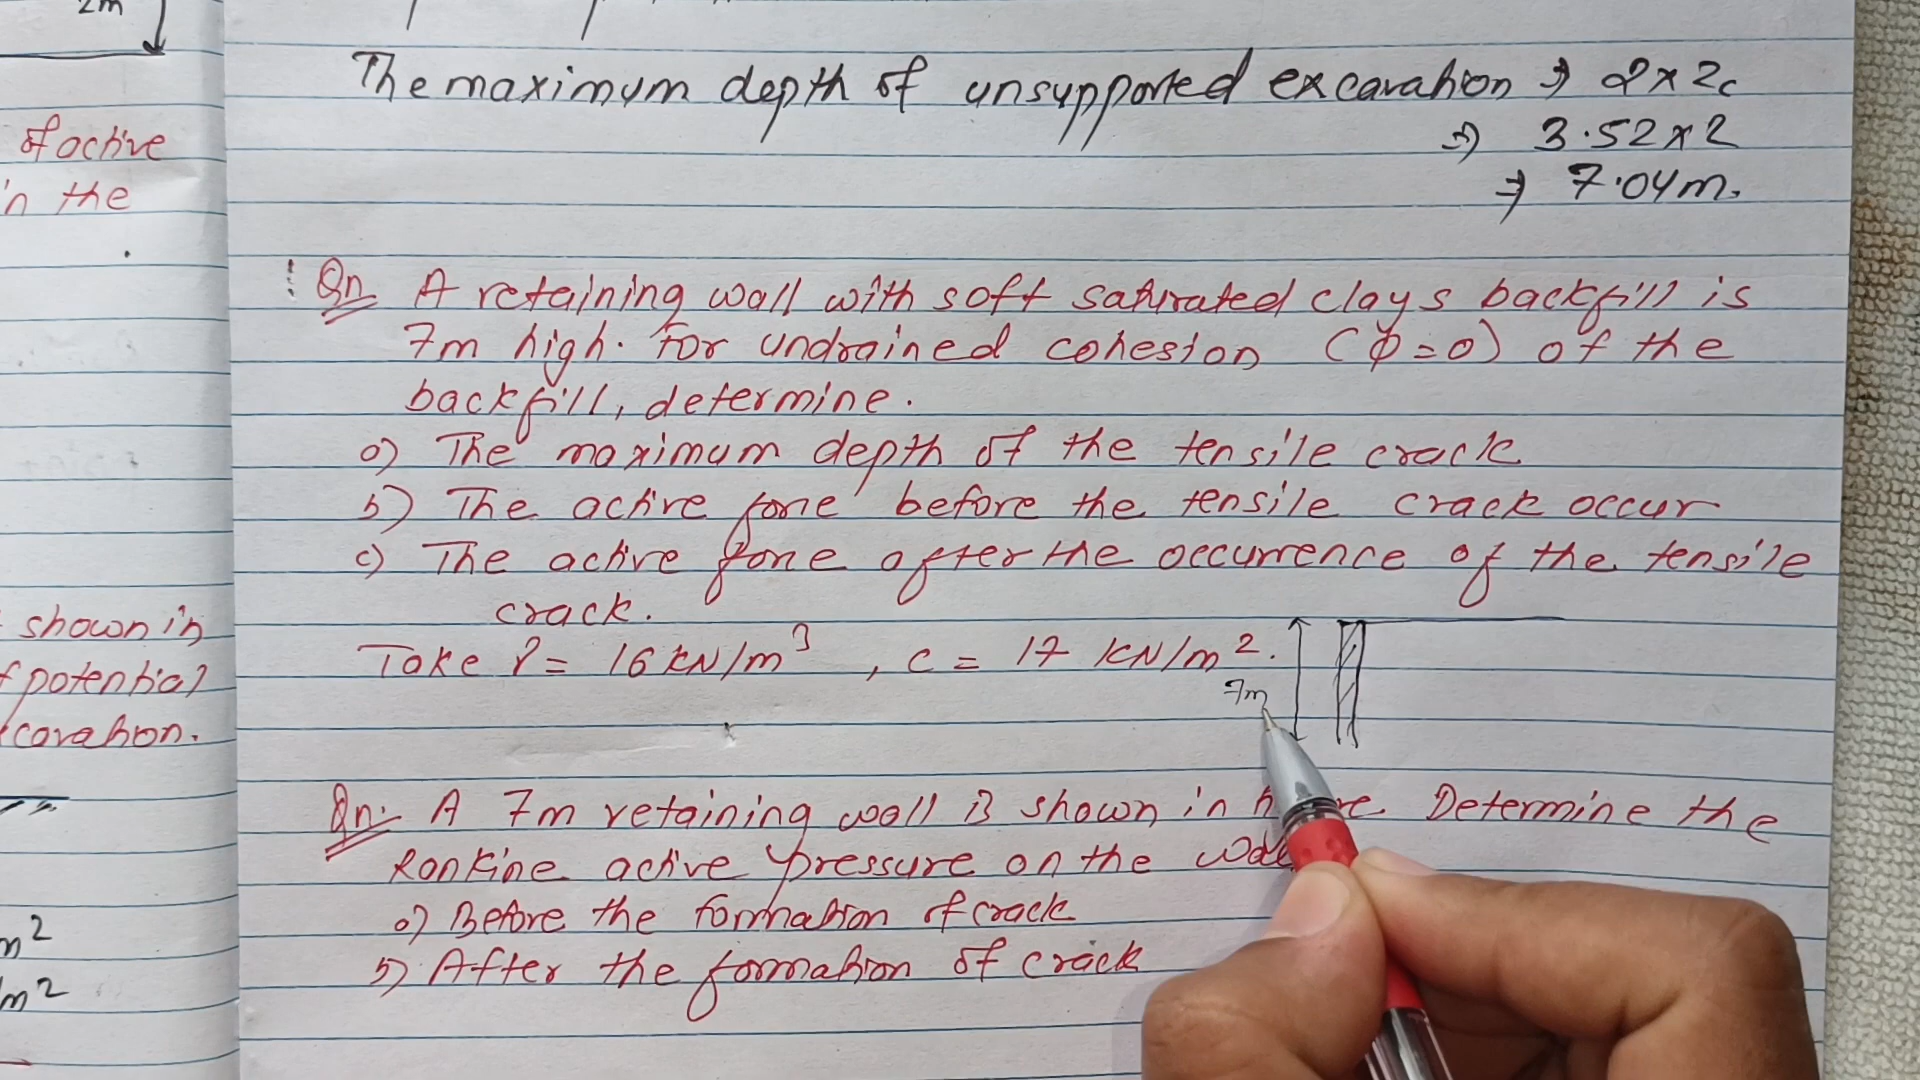 2m
of active
in the
shown in
f potential
cavation.
m2
/m2
The maximum depth of unsupported excavation ⇒ 2×Zc
⇒ 3.52×2
⇒ 7.04m.
Qn A retaining wall with soft saturated clays backfill is
7m high. For undrained cohesion (φ=0) of the
backfill, determine.
a) The maximum depth of the tensile crack
b) The active force before the tensile crack occur
c) The active force after the occurrence of the tensile
crack.
Take γ = 16 kN/m3, c = 17 kN/m2.
7m
Qn. A 7m retaining wall is shown in Determine the
Rankine active pressure on the
a) Before the formation of crack
b) After the formation of crack